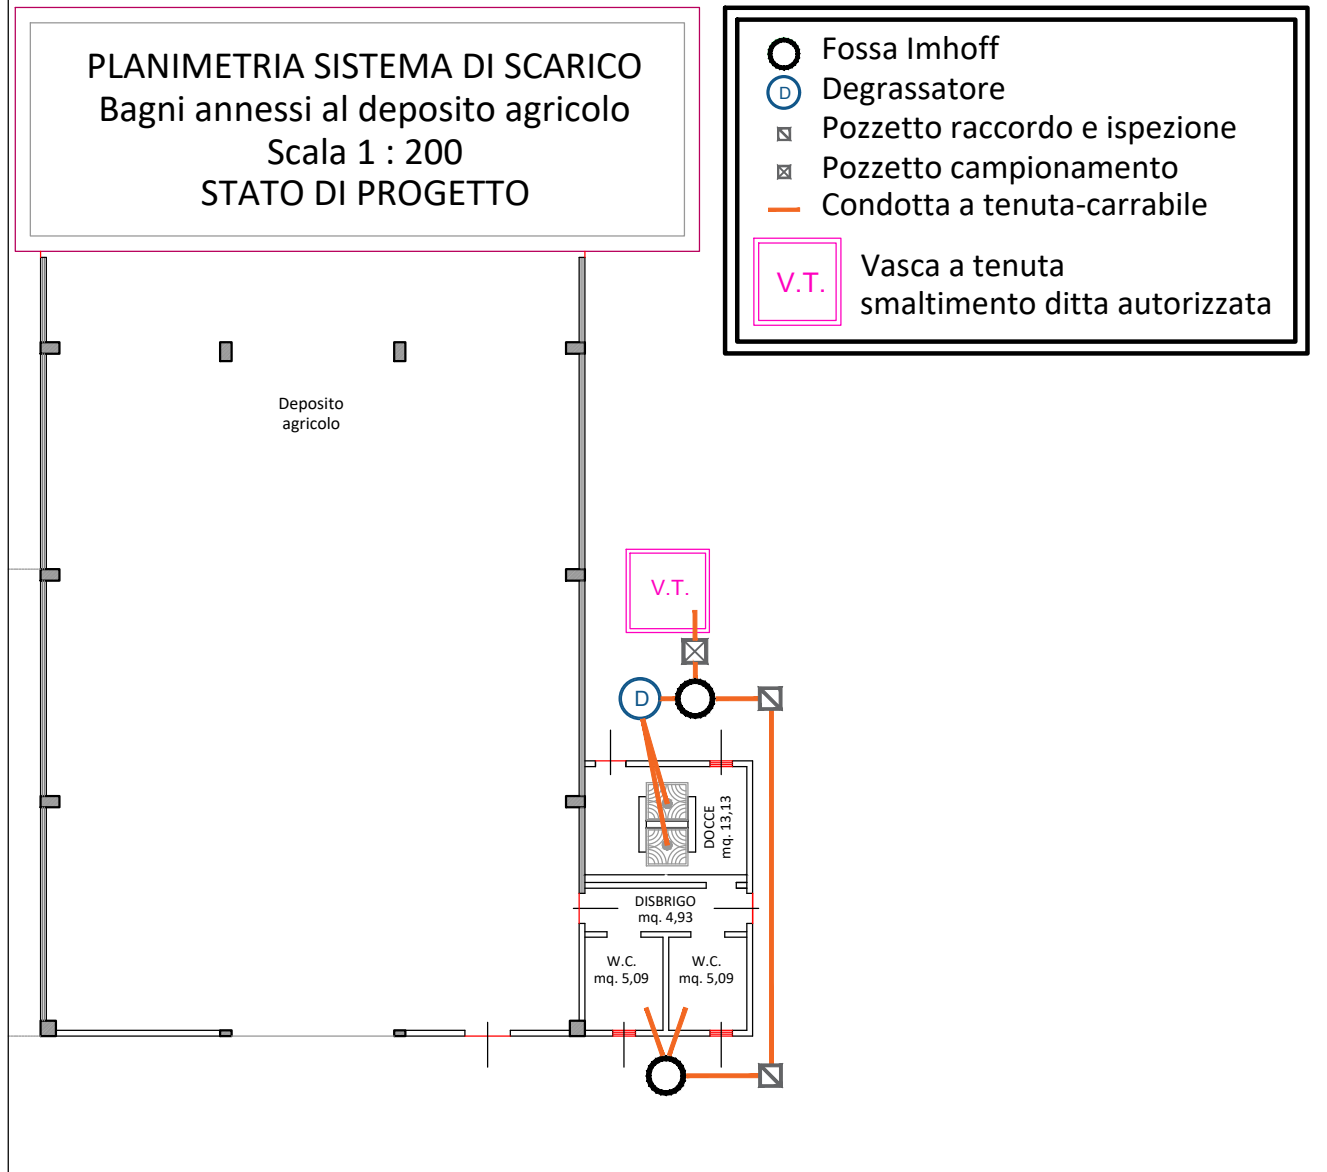 PLANIMETRIA SISTEMA DI SCARICO
Bagni annessi al deposito agricolo
Scala 1 : 200
STATO DI PROGETTO
Fossa Imhoff
D
Degrassatore
Pozzetto raccordo e ispezione
Pozzetto campionamento
Condotta a tenuta-carrabile
V.T.
Vasca a tenuta
smaltimento ditta autorizzata
Deposito
agricolo
V.T.
D
DOCCE
mq. 13,13
DISBRIGO
mq. 4,93
W.C.
mq. 5,09
W.C.
mq. 5,09